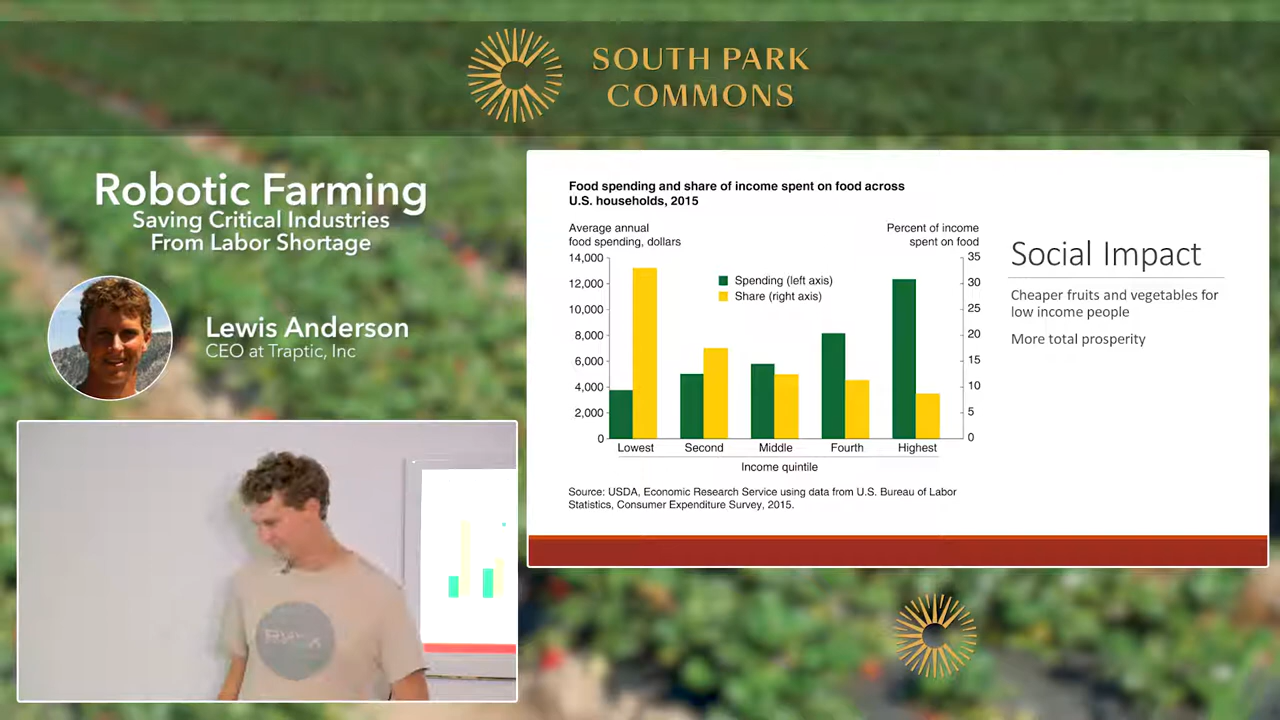 SOUTH PARK
COMMONS
Robotic Farming
Saving Critical Industries
From Labor Shortage
Lewis Anderson
CEO at Traptic, Inc
Food spending and share of income spent on food across
U.S. households, 2015
Average annual
food spending, dollars
Percent of income
spent on food
14,000
12,000
10,000
8,000
6,000
4,000
2,000
0
35
30
25
20
15
10
5
0
Spending (left axis)
Share (right axis)
Lowest Second Middle Fourth Highest
Income quintile
Source: USDA, Economic Research Service using data from U.S. Bureau of Labor
Statistics, Consumer Expenditure Survey, 2015.
Social Impact
Cheaper fruits and vegetables for
low income people
More total prosperity